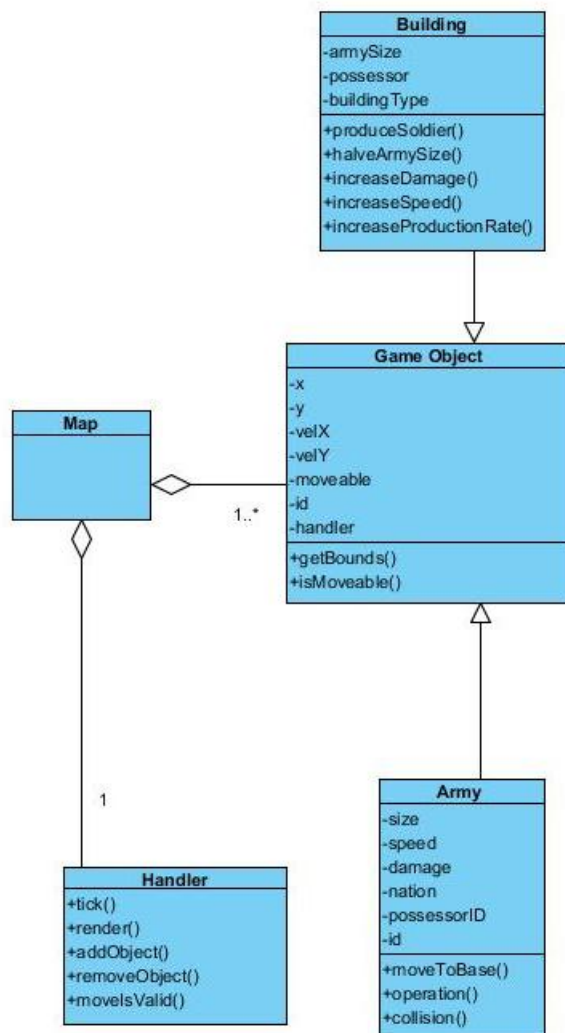 Building
-armySize
-possessor
-buildingType
+produceSoldier()
+halveArmySize()
+increaseDamage()
+increaseSpeed()
+increaseProductionRate()
Game Object
-x
-y
-velX
-velY
-moveable
-id
-handler
+getBounds()
+isMoveable()
Map
1..*
1
Handler
+tick()
+render()
+addObject()
+removeObject()
+moveIsValid()
Army
-size
-speed
-damage
-nation
-possessorID
-id
+moveToBase()
+operation()
+collision()